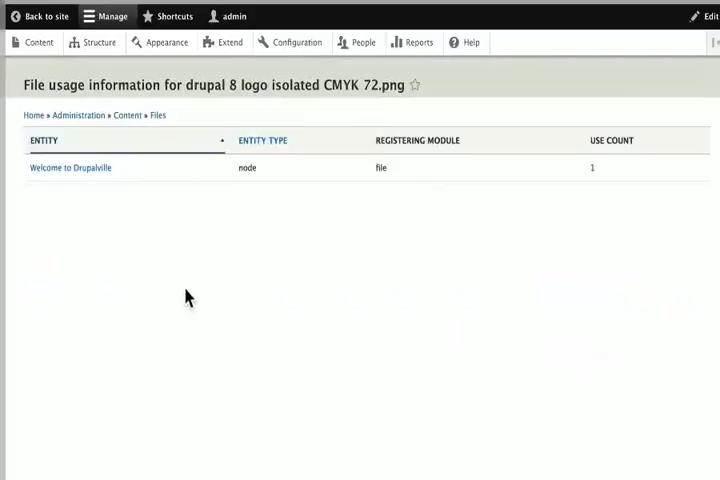 Back to site Manage Shortcuts admin Edit
Content Structure Appearance Extend Configuration People Reports Help
File usage information for drupal 8 logo isolated CMYK 72.png
Home » Administration » Content » Files
ENTITY ENTITY TYPE REGISTERING MODULE USE COUNT
Welcome to Drupalville node file 1